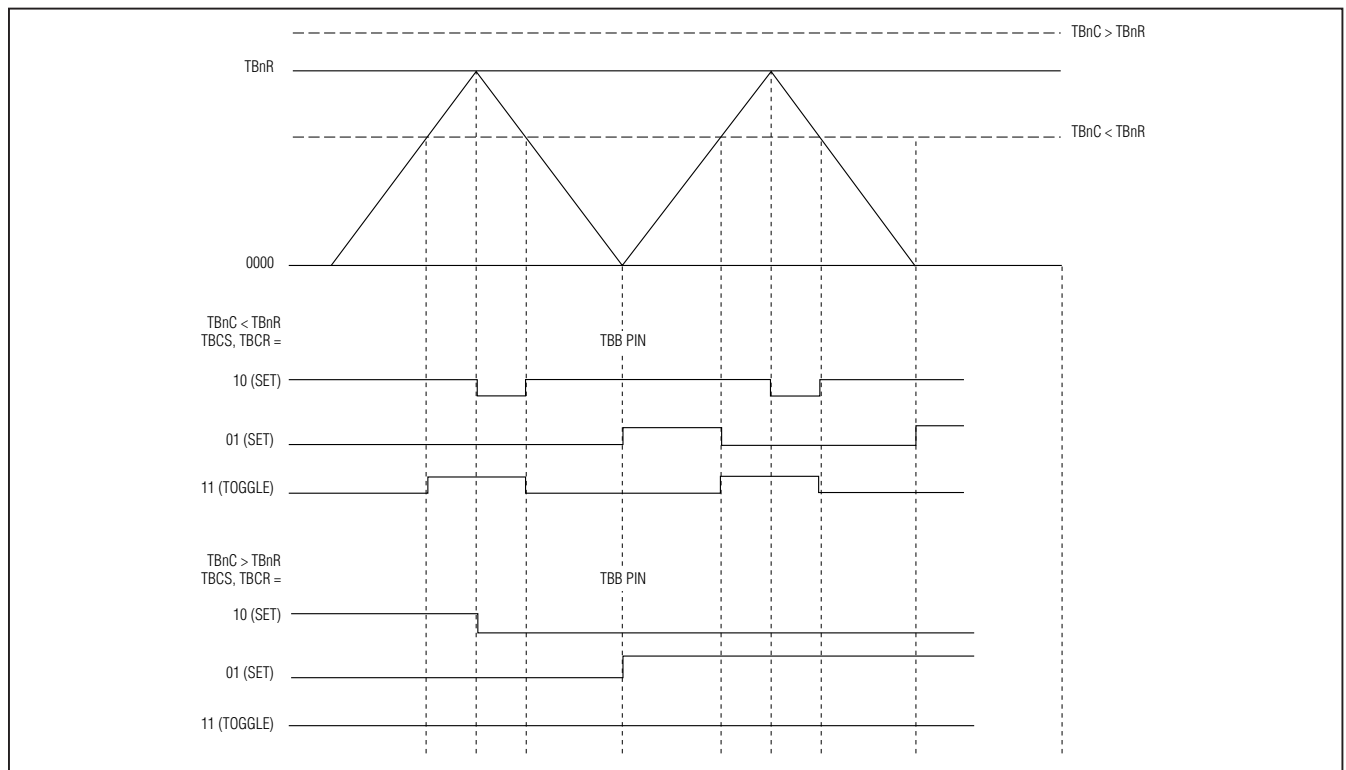 TBnC > TBnR
TBnR
TBnC < TBnR
0000
TBnC < TBnR
TBCS, TBCR =
TBB PIN
10 (SET)
01 (SET)
11 (TOGGLE)
TBnC > TBnR
TBCS, TBCR =
TBB PIN
10 (SET)
01 (SET)
11 (TOGGLE)